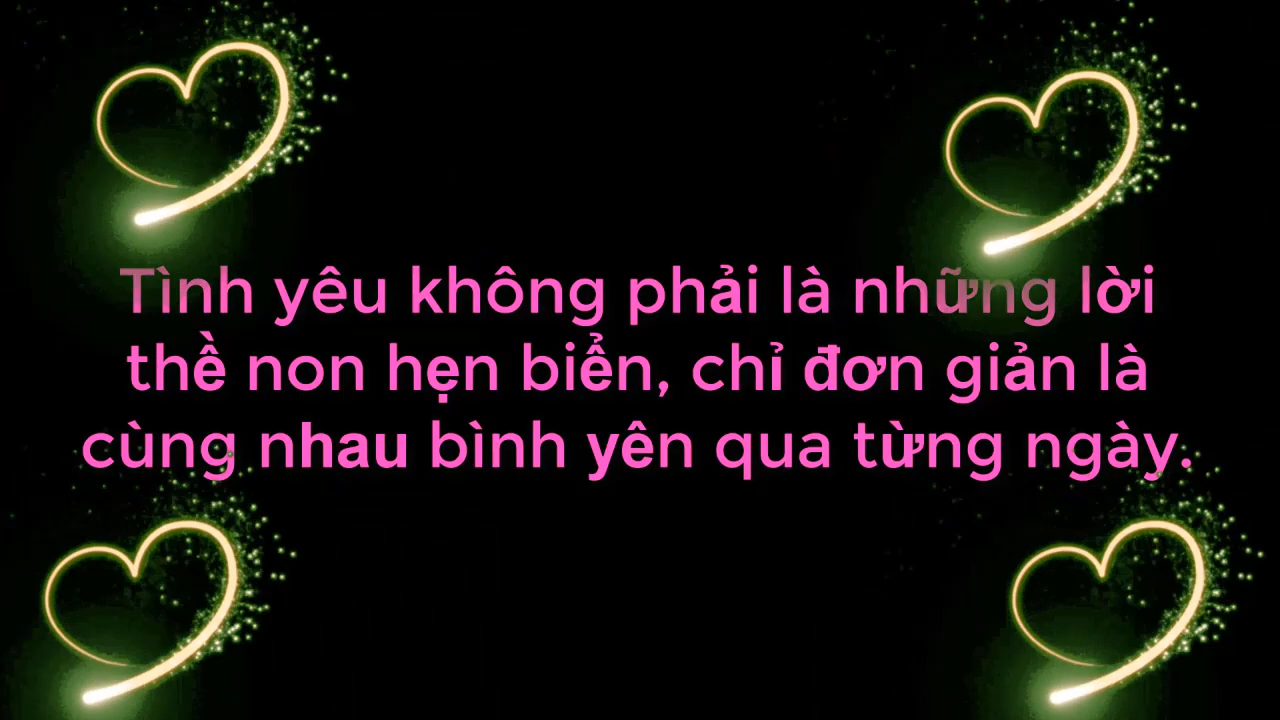 Tình yêu không phải là những lời
thề non hẹn biển, chỉ đơn giản là
cùng nhau bình yên qua từng ngày.